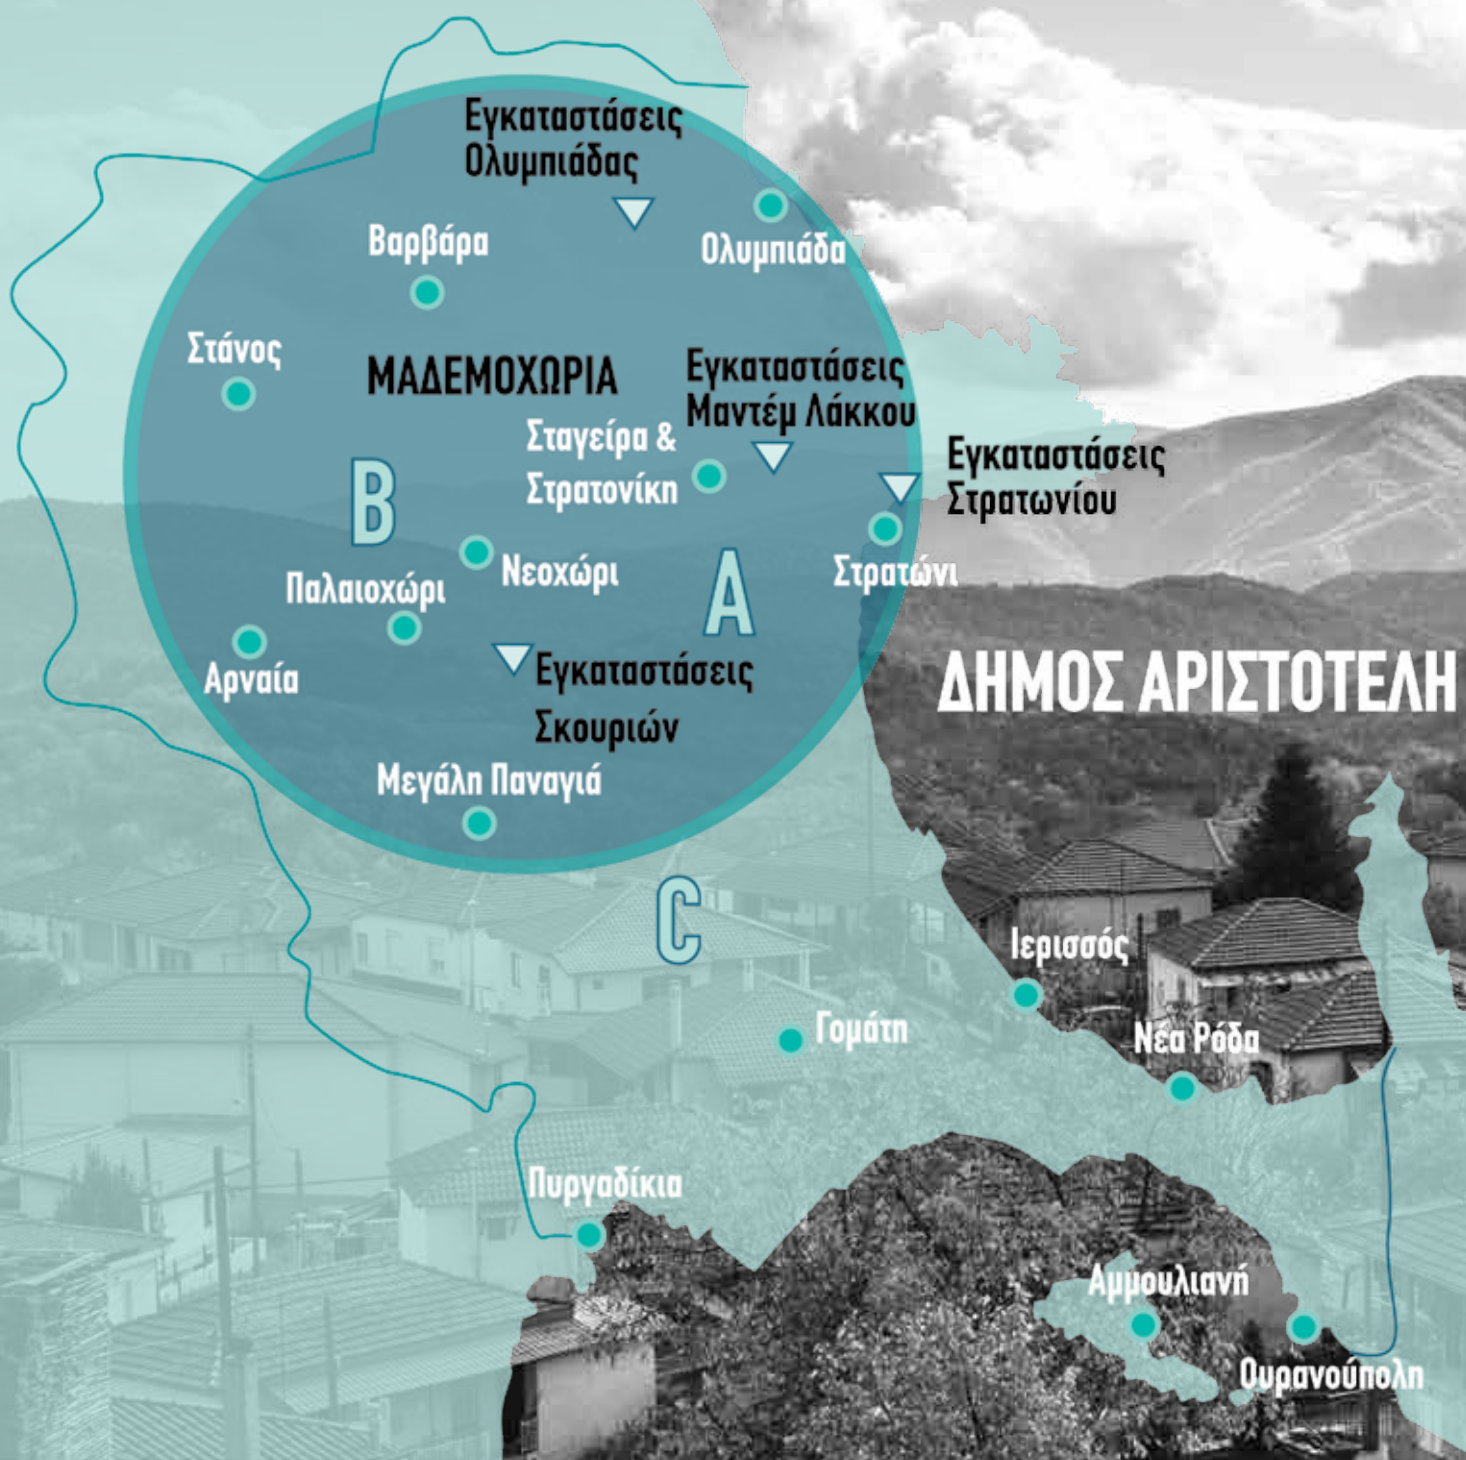 Εγκαταστάσεις
Ολυμπιάδας
Βαρβάρα
Ολυμπιάδα
Στάνος
ΜΑΔΕΜΟΧΩΡΙΑ
Εγκαταστάσεις
Μαντέμ Λάκκου
Σταγείρα &
Στρατονίκη
Εγκαταστάσεις
Στρατωνίου
B
Νεοχώρι
Στρατώνι
Παλαιοχώρι
A
Αρναία
Εγκαταστάσεις
Σκουριών
ΔΗΜΟΣ ΑΡΙΣΤΟΤΕΛΗ
Μεγάλη Παναγιά
C
Ιερισσός
Γομάτη
Νέα Ρόδα
Πυργαδίκια
Αμμουλιανή
Ουρανούπολη